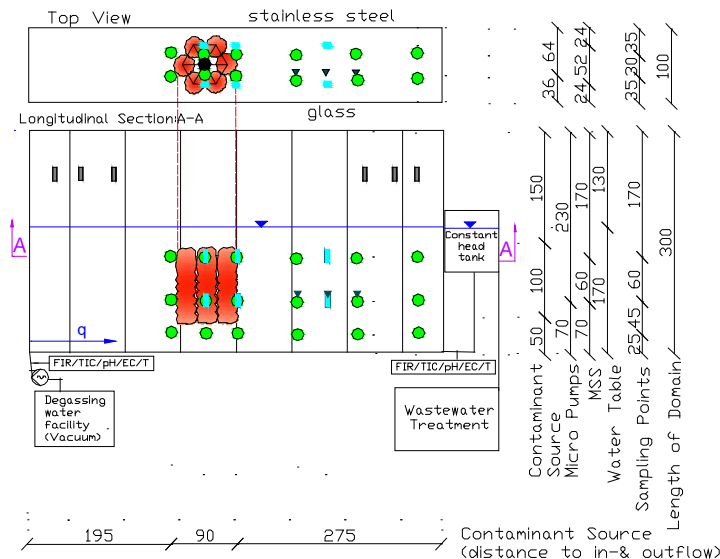 Top View
stainless steel
glass
Longitudinal Section:A-A
A
A
Constant
head
tank
q
FIR/TIC/pH/EC/T
FIR/TIC/pH/EC/T
Degassing
water
facility
(Vacuum)
Wastewater
Treatment
195
90
275
Contaminant Source
(distance to in-& outflow)
36 64
24,52 24
35 30 35
100
50 100 150
70 230
70 60 170
170 130
25 45 60 170
300
Contaminant
Source
Micro Pumps
MSS
Water Table
Sampling Points
Length of Domain